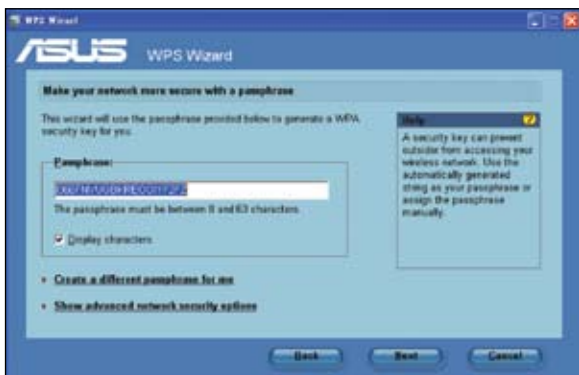 WPS Wizard
ASUS WPS Wizard
Make your network more secure with a passphrase
This wizard will use the passphrase provided below to generate a WPA
security key for you.
Passphrase:
The passphrase must be between 8 and 63 characters.
Display characters
Create a different passphrase for me
Show advanced network security options
Help
A security key can prevent
outsider from accessing your
wireless network. Use the
automatically generated
string as your passphrase or
assign the passphrase
manually.
Back
Next
Cancel